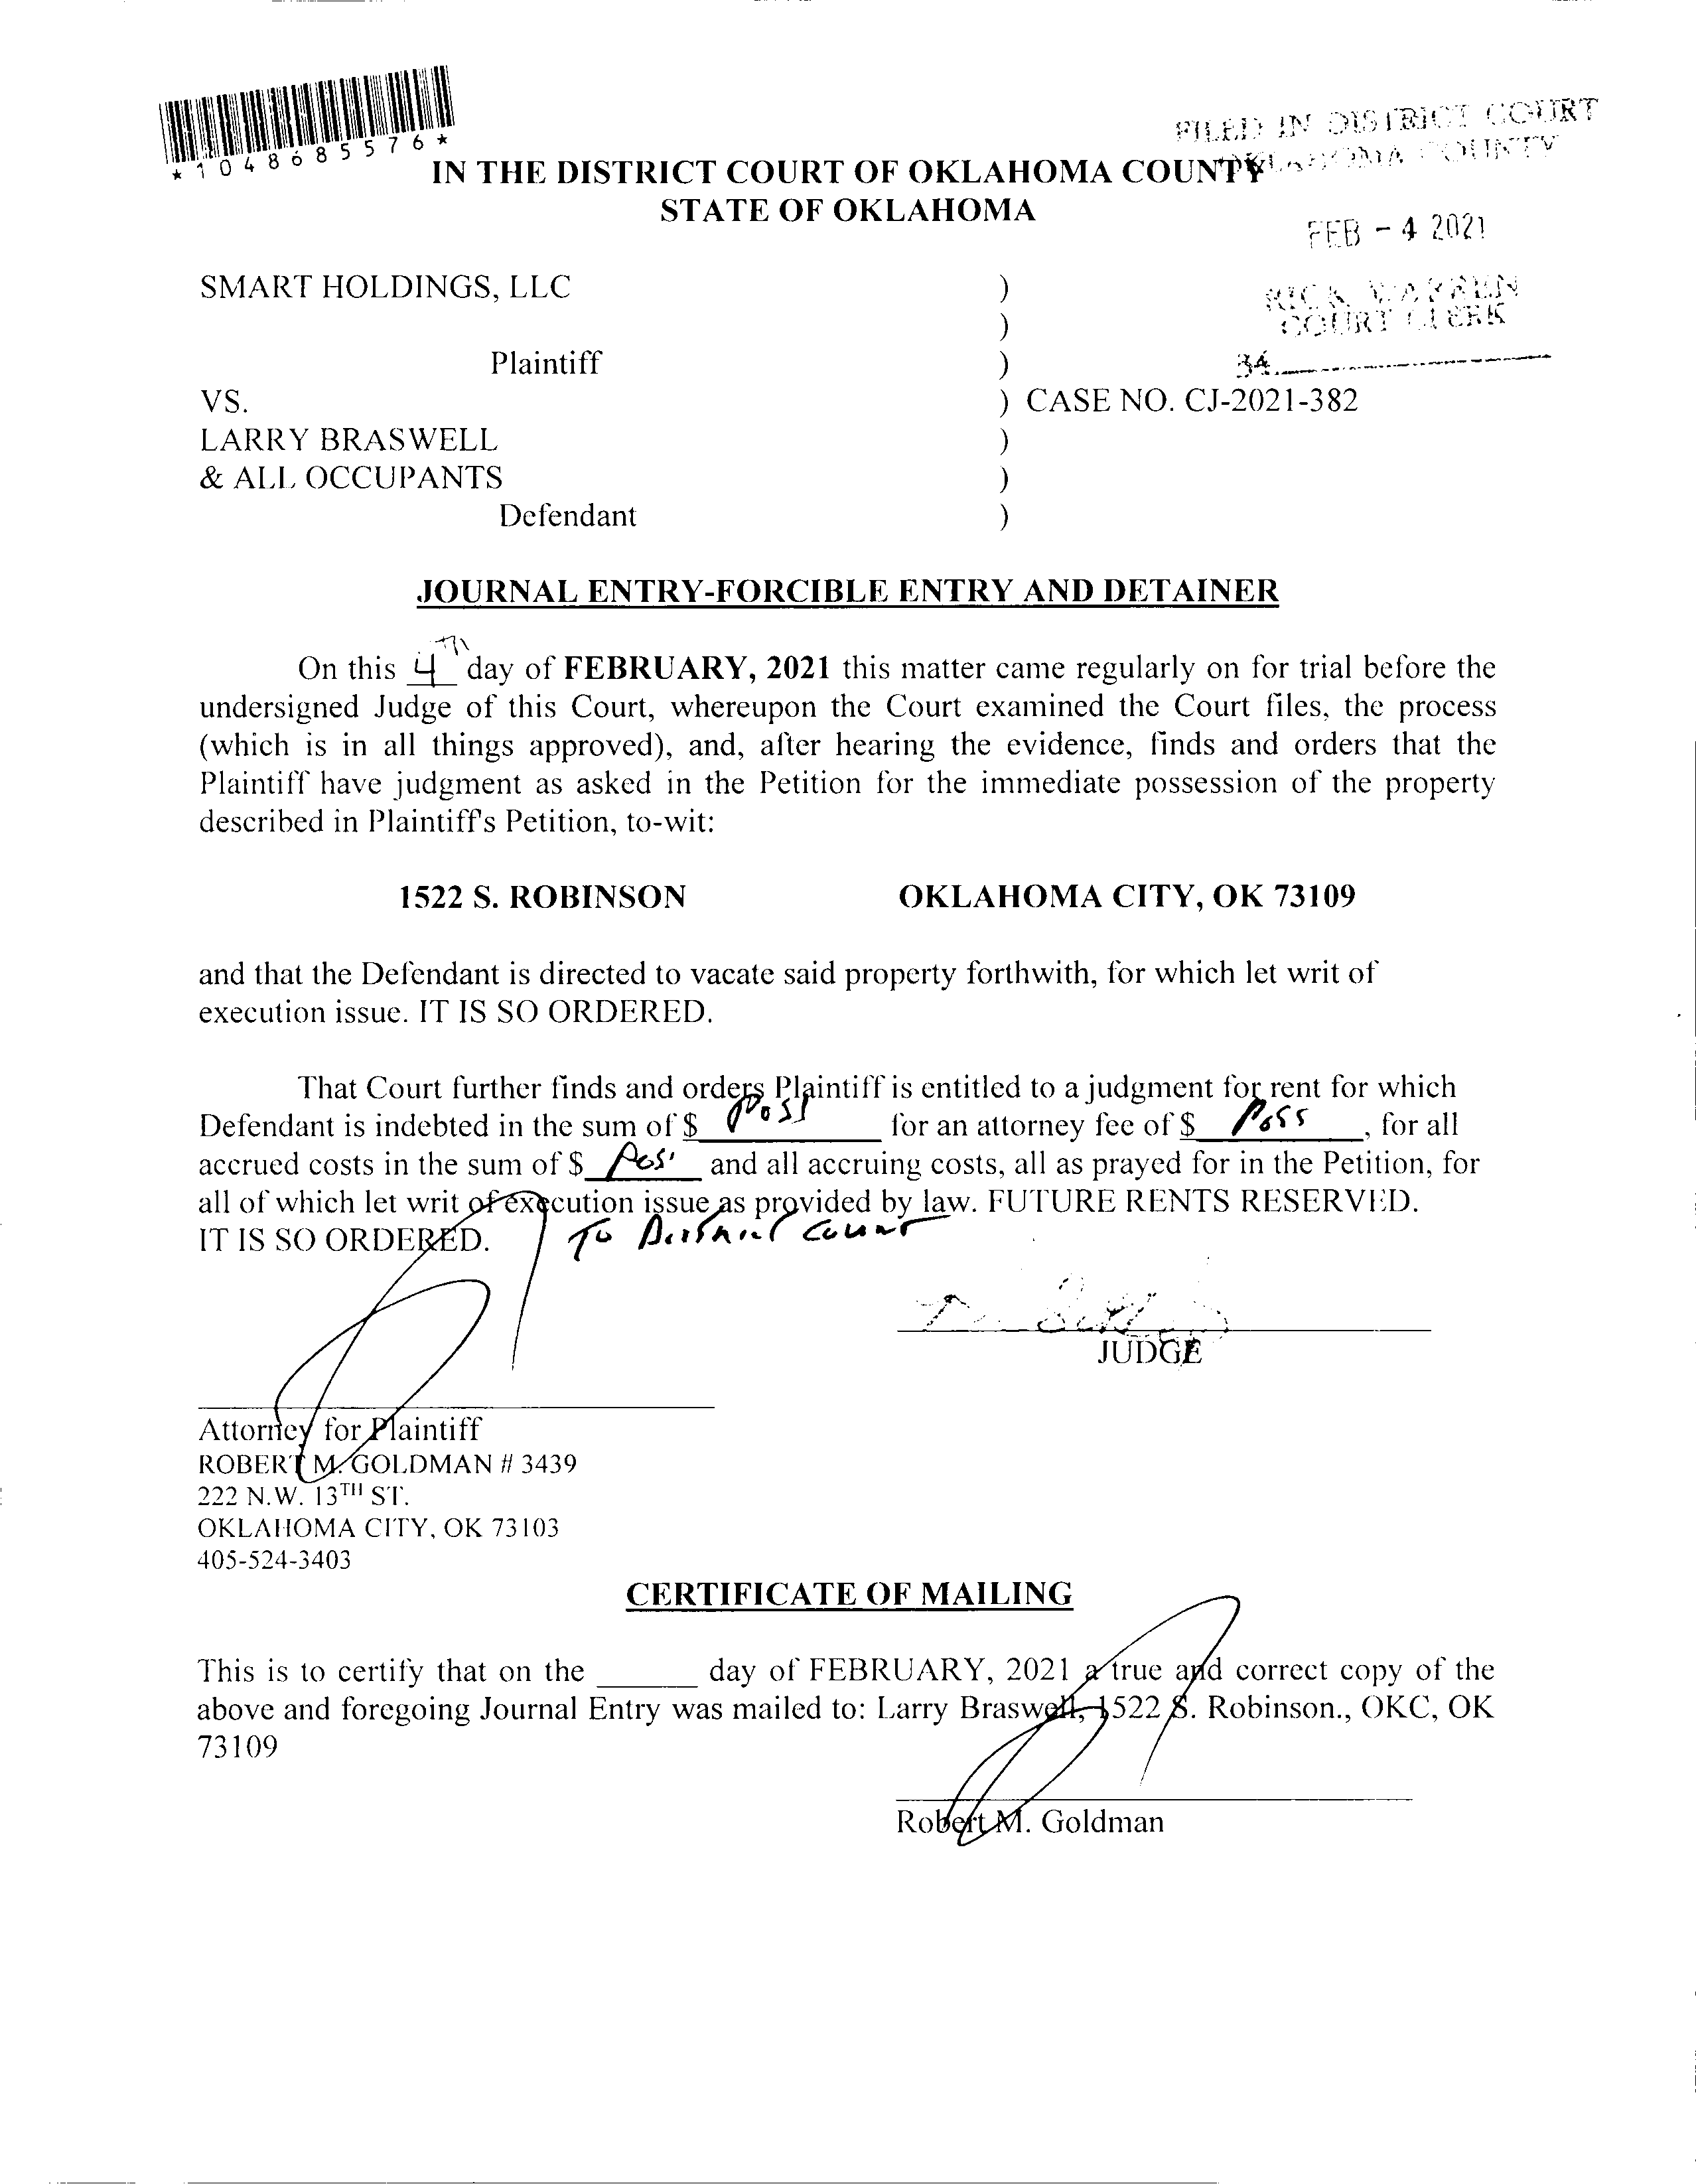 *1048685576*
FILED IN DISTRICT COURT
OKLAHOMA COUNTY
IN THE DISTRICT COURT OF OKLAHOMA COUNTY
STATE OF OKLAHOMA
FEB - 4 2021
RICK WARREN
COURT CLERK
34
SMART HOLDINGS, LLC )
)
Plaintiff )
VS. ) CASE NO. CJ-2021-382
LARRY BRASWELL )
& ALL OCCUPANTS )
Defendant )
JOURNAL ENTRY-FORCIBLE ENTRY AND DETAINER
On this 4TH day of FEBRUARY, 2021 this matter came regularly on for trial before the
undersigned Judge of this Court, whereupon the Court examined the Court files, the process
(which is in all things approved), and, after hearing the evidence, finds and orders that the
Plaintiff have judgment as asked in the Petition for the immediate possession of the property
described in Plaintiff's Petition, to-wit:
1522 S. ROBINSON OKLAHOMA CITY, OK 73109
and that the Defendant is directed to vacate said property forthwith, for which let writ of
execution issue. IT IS SO ORDERED.
That Court further finds and orders Plaintiff is entitled to a judgment for rent for which
Defendant is indebted in the sum of $ for an attorney fee of $ Poss , for all
accrued costs in the sum of $ and all accruing costs, all as prayed for in the Petition, for
all of which let writ of execution issue as provided by law. FUTURE RENTS RESERVED.
IT IS SO ORDERED. To District Court
JUDGE
Attorney for Plaintiff
ROBERT M. GOLDMAN # 3439
222 N.W. 13TH ST.
OKLAHOMA CITY, OK 73103
405-524-3403
CERTIFICATE OF MAILING
This is to certify that on the ______ day of FEBRUARY, 2021 a true and correct copy of the
above and foregoing Journal Entry was mailed to: Larry Braswell, 1522 S. Robinson., OKC, OK
73109
Robert M. Goldman